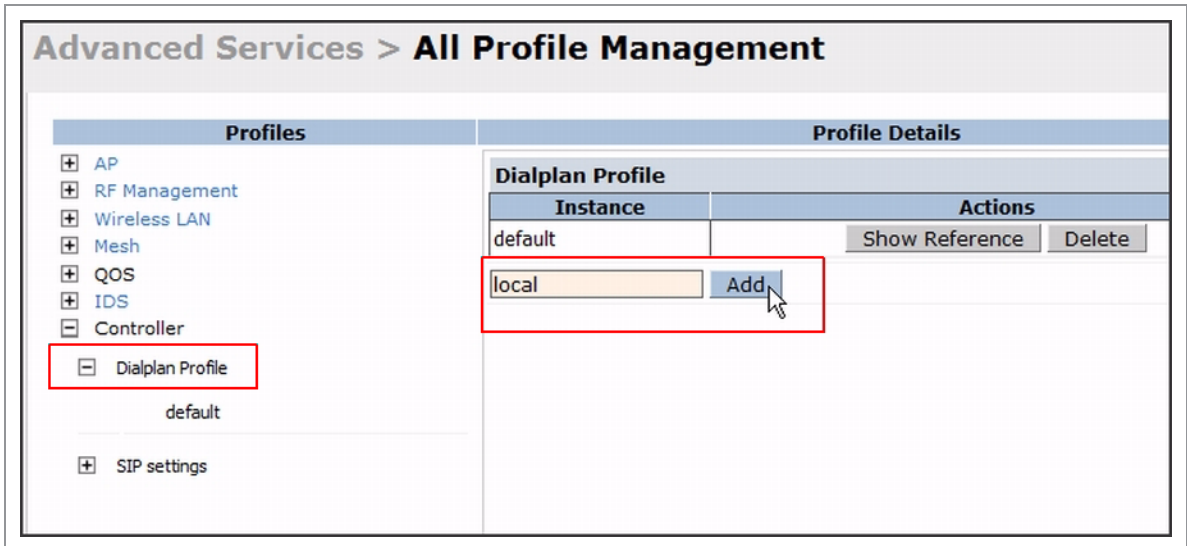 Advanced Services > All Profile Management
Profiles
Profile Details
AP
RF Management
Wireless LAN
Mesh
QOS
IDS
Controller
Dialplan Profile
default
SIP settings
Dialplan Profile
Instance Actions
default Show Reference Delete
local Add